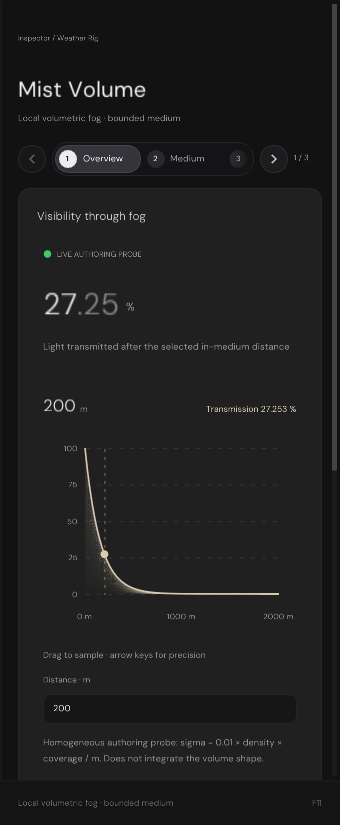 Inspector / Weather Rig
Mist Volume
Local volumetric fog · bounded medium
1 Overview 2 Medium 3 1 / 3
Visibility through fog
LIVE AUTHORING PROBE
27.25 %
Light transmitted after the selected in-medium distance
200 m Transmission 27.253 %
100
75
50
25
0
0 m 1000 m 2000 m
Drag to sample · arrow keys for precision
Distance · m
200
Homogeneous authoring probe: sigma = 0.01 × density ×
coverage / m. Does not integrate the volume shape.
Local volumetric fog · bounded medium F11